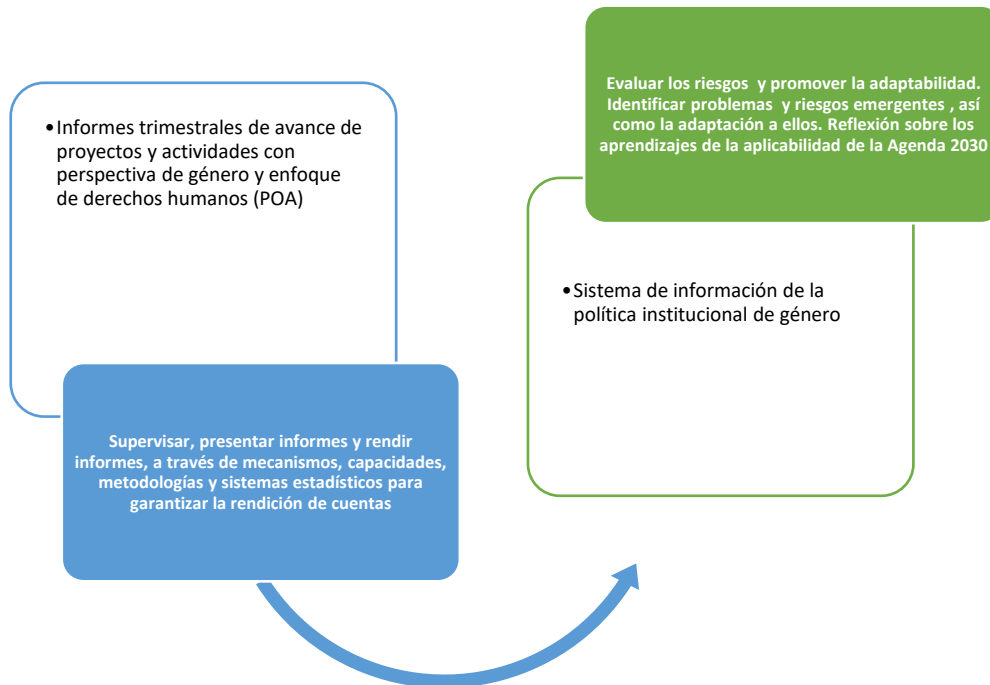 •Informes trimestrales de avance de
proyectos y actividades con
perspectiva de género y enfoque
de derechos humanos (POA)
Supervisar, presentar informes y rendir
informes, a través de mecanismos, capacidades,
metodologías y sistemas estadísticos para
garantizar la rendición de cuentas
Evaluar los riesgos  y promover la adaptabilidad.
Identificar problemas  y riesgos emergentes , así
como la adaptación a ellos. Reflexión sobre los
aprendizajes de la aplicabilidad de la Agenda 2030
•Sistema de información de la
política institucional de género